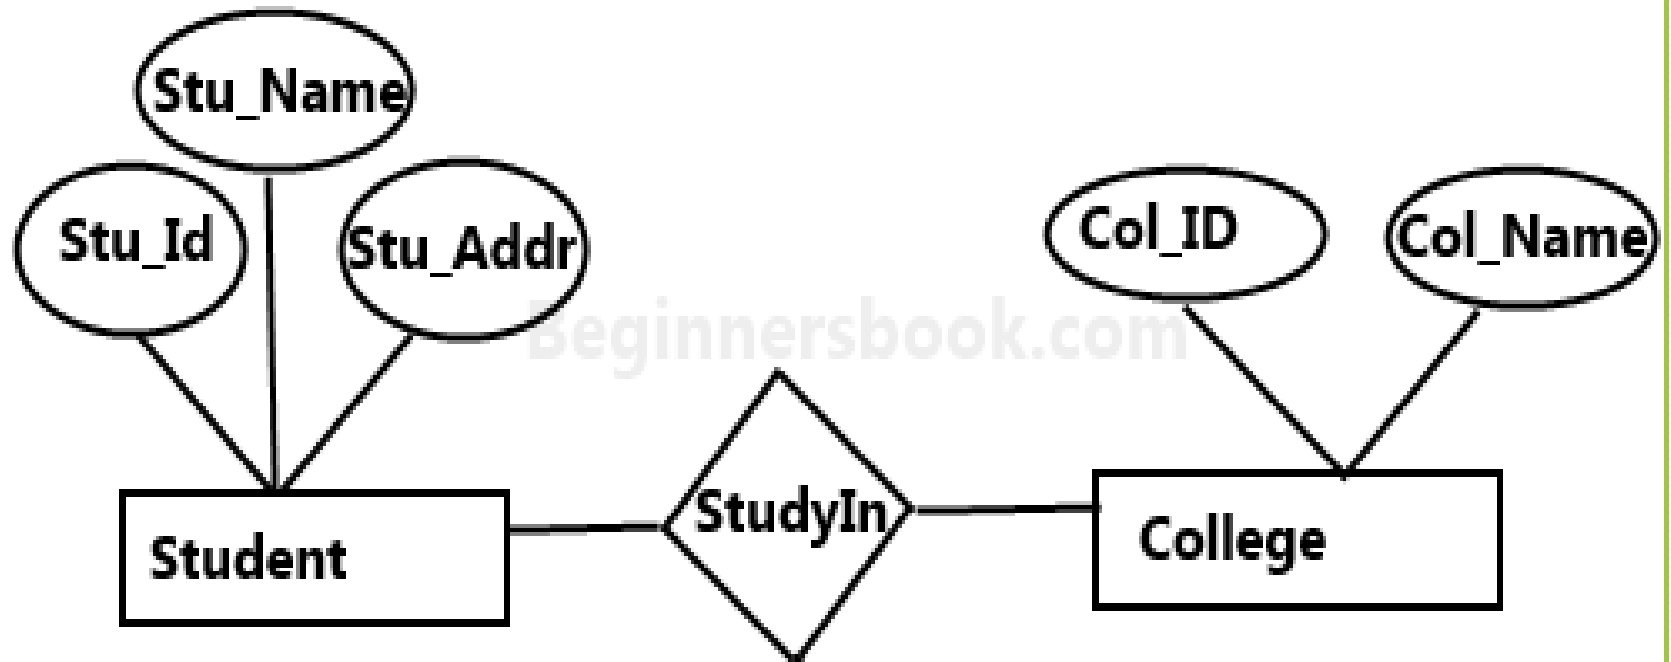 Stu_Name
Stu_Id
Stu_Addr
Col_ID
Col_Name
Beginnersbook.com
StudyIn
Student
College